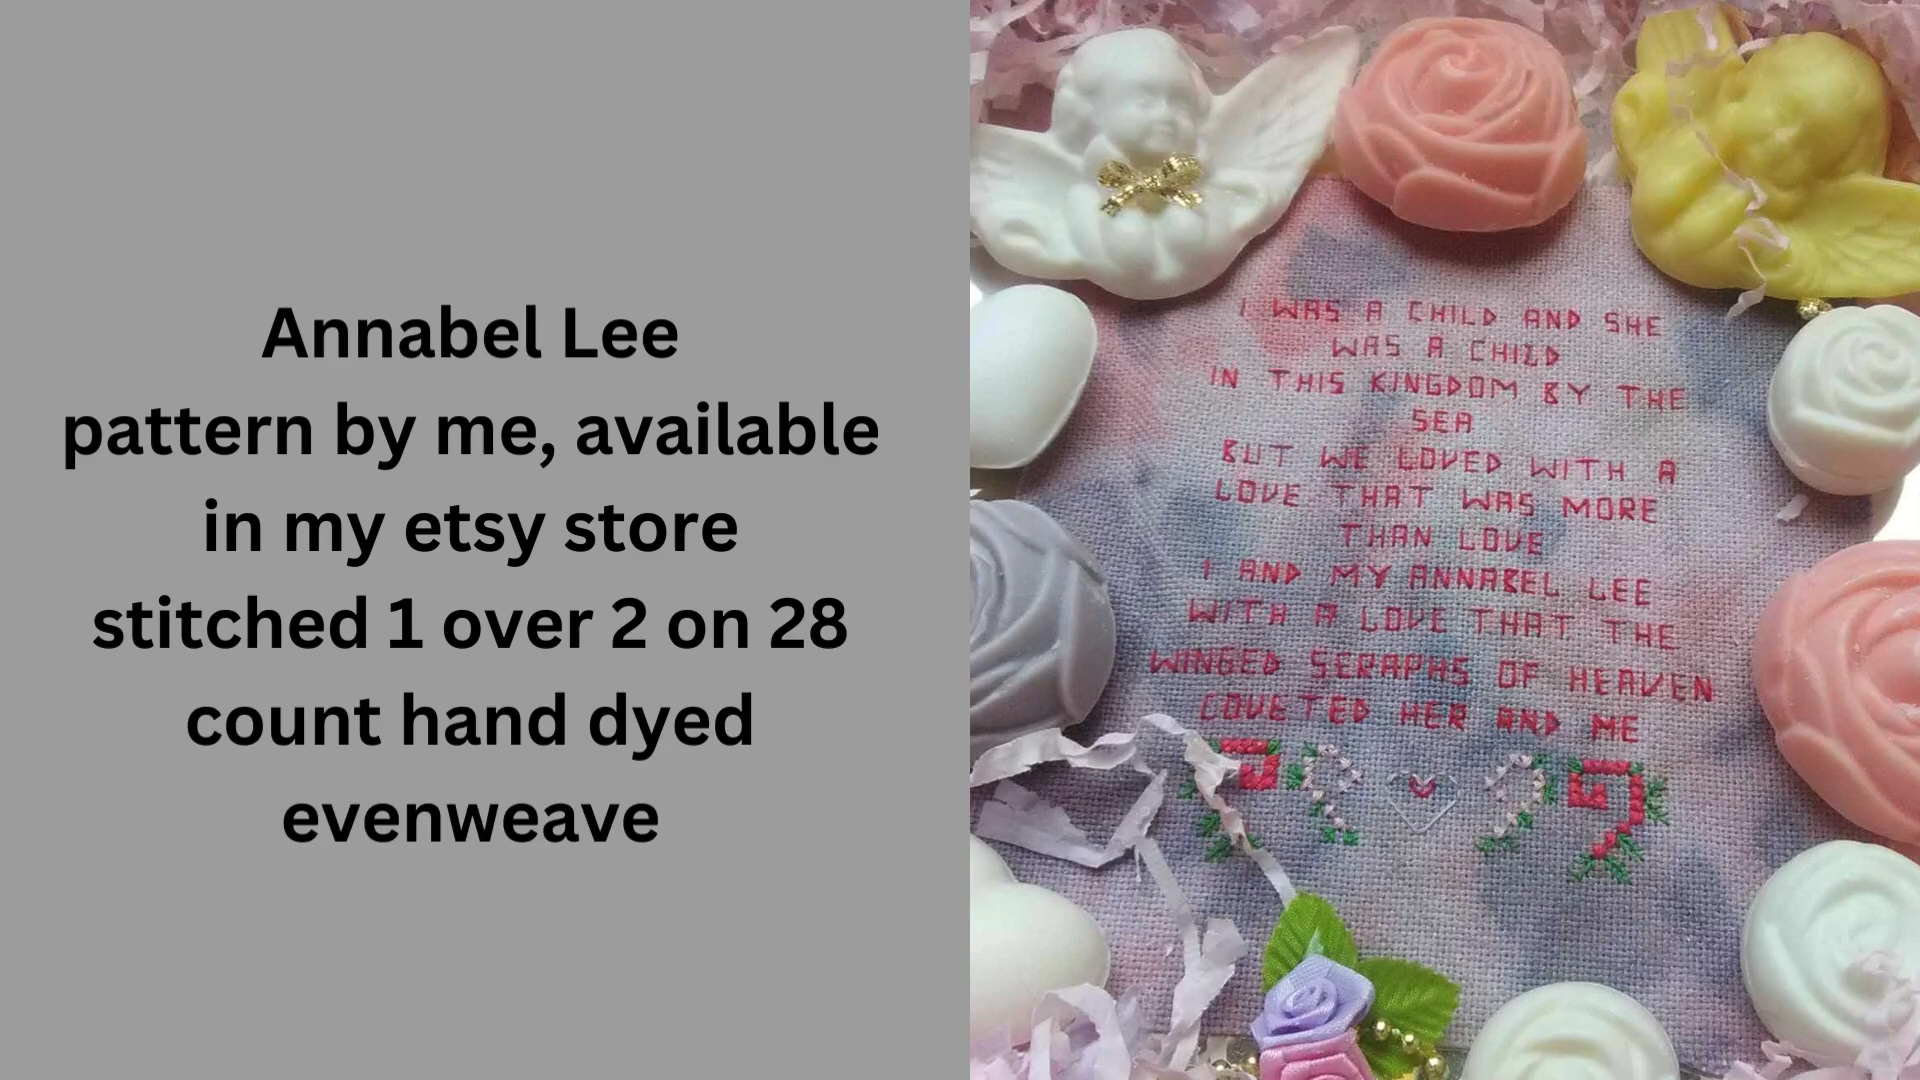 Annabel Lee
pattern by me, available
in my etsy store
stitched 1 over 2 on 28
count hand dyed
evenweave
I WAS A CHILD AND SHE
WAS A CHILD
IN THIS KINGDOM BY THE
SEA
BUT WE LOVED WITH A
LOVE THAT WAS MORE
THAN LOVE
I AND MY ANNABEL LEE
WITH A LOVE THAT THE
WINGED SERAPHS OF HEAVEN
COVETED HER AND ME